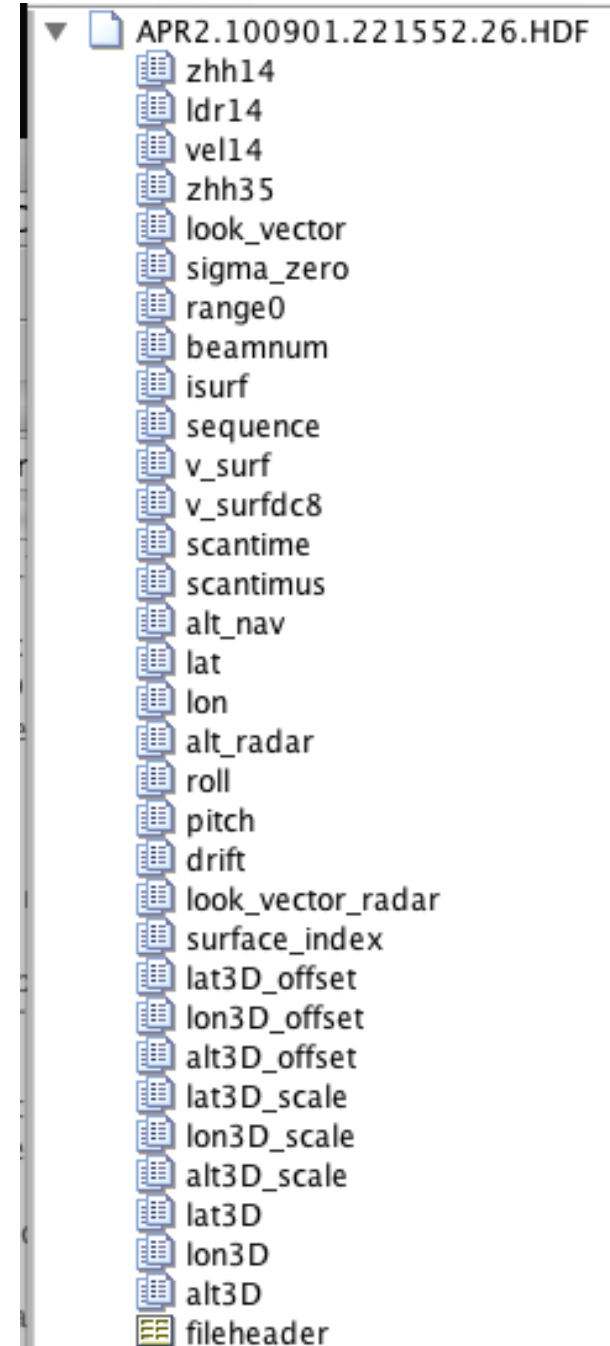 APR2.100901.221552.26.HDF
zhh14
ldr14
vel14
zhh35
look_vector
sigma_zero
range0
beamnum
isurf
sequence
v_surf
v_surfdc8
scantime
scantimus
alt_nav
lat
lon
alt_radar
roll
pitch
drift
look_vector_radar
surface_index
lat3D_offset
lon3D_offset
alt3D_offset
lat3D_scale
lon3D_scale
alt3D_scale
lat3D
lon3D
alt3D
fileheader